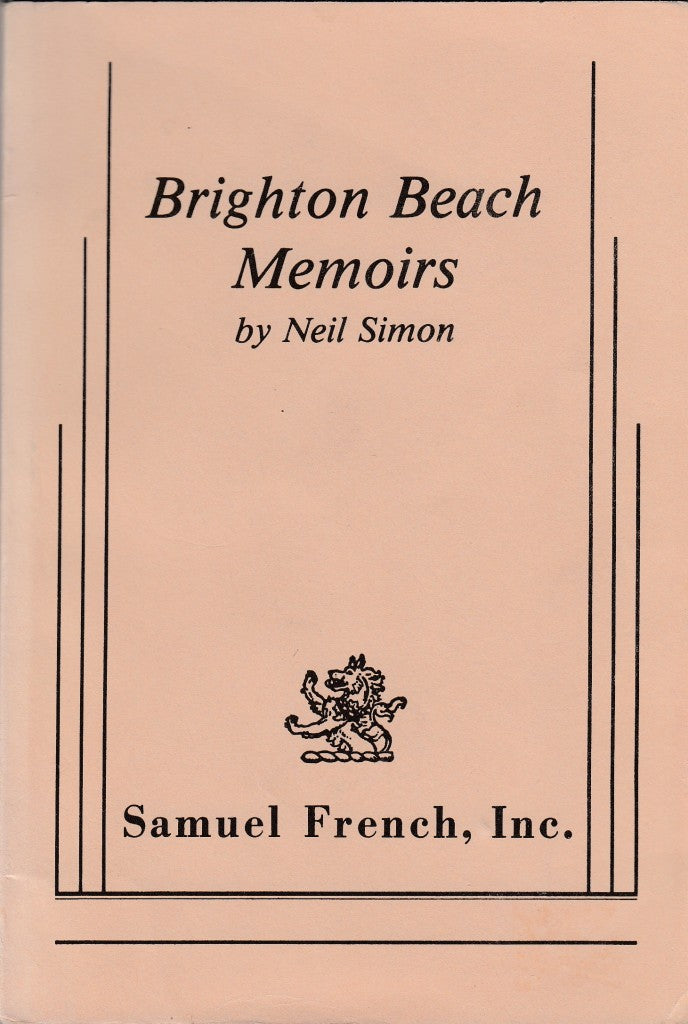 Brighton Beach
Memoirs
by Neil Simon
Samuel French, Inc.